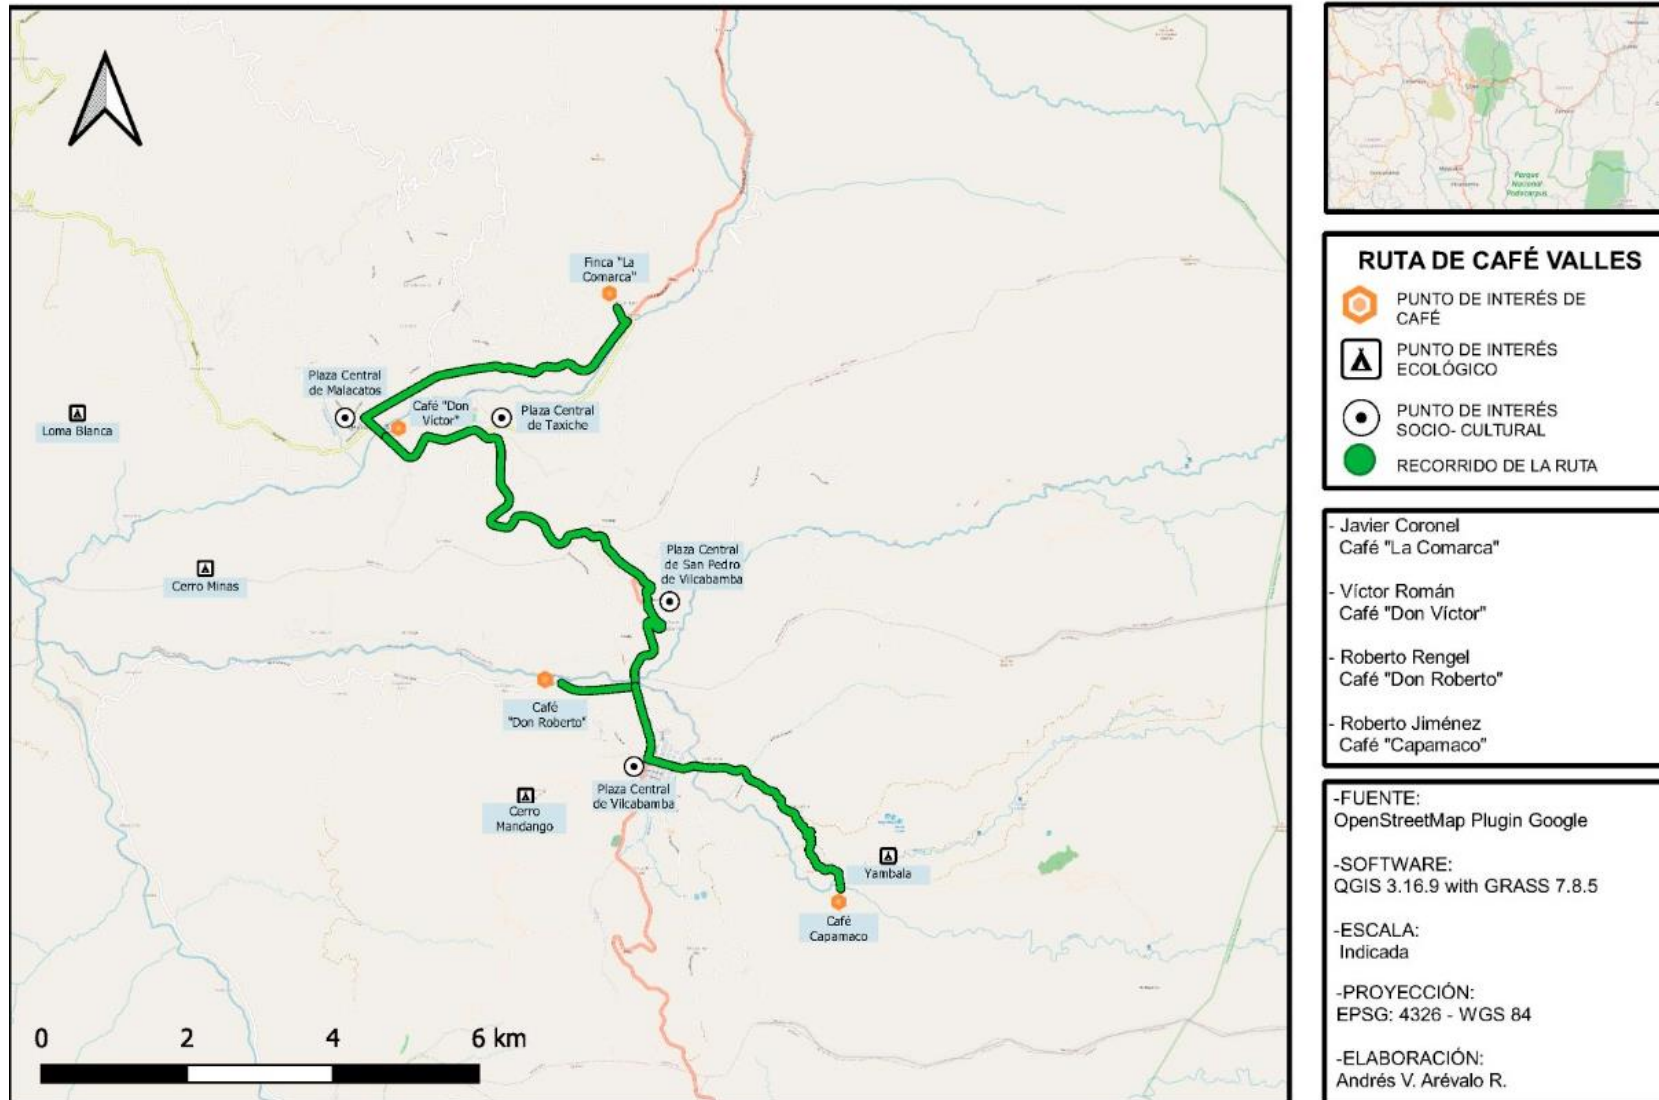 Finca "La
Comarca"
Plaza Central
de Malacatos
Café "Don
Víctor"
Plaza Central
de Taxiche
Loma Blanca
Plaza Central
de San Pedro
de Vilcabamba
Cerro Minas
Café
"Don Roberto"
Plaza Central
de Vilcabamba
Cerro
Mandango
Yambala
Café
Capamaco
0 2 4 6 km
Parque
Nacional
Podocarpus
RUTA DE CAFÉ VALLES
PUNTO DE INTERÉS DE
CAFÉ
PUNTO DE INTERÉS
ECOLÓGICO
PUNTO DE INTERÉS
SOCIO- CULTURAL
RECORRIDO DE LA RUTA
- Javier Coronel
Café "La Comarca"
- Víctor Román
Café "Don Víctor"
- Roberto Rengel
Café "Don Roberto"
- Roberto Jiménez
Café "Capamaco"
-FUENTE:
OpenStreetMap Plugin Google
-SOFTWARE:
QGIS 3.16.9 with GRASS 7.8.5
-ESCALA:
Indicada
-PROYECCIÓN:
EPSG: 4326 - WGS 84
-ELABORACIÓN:
Andrés V. Arévalo R.